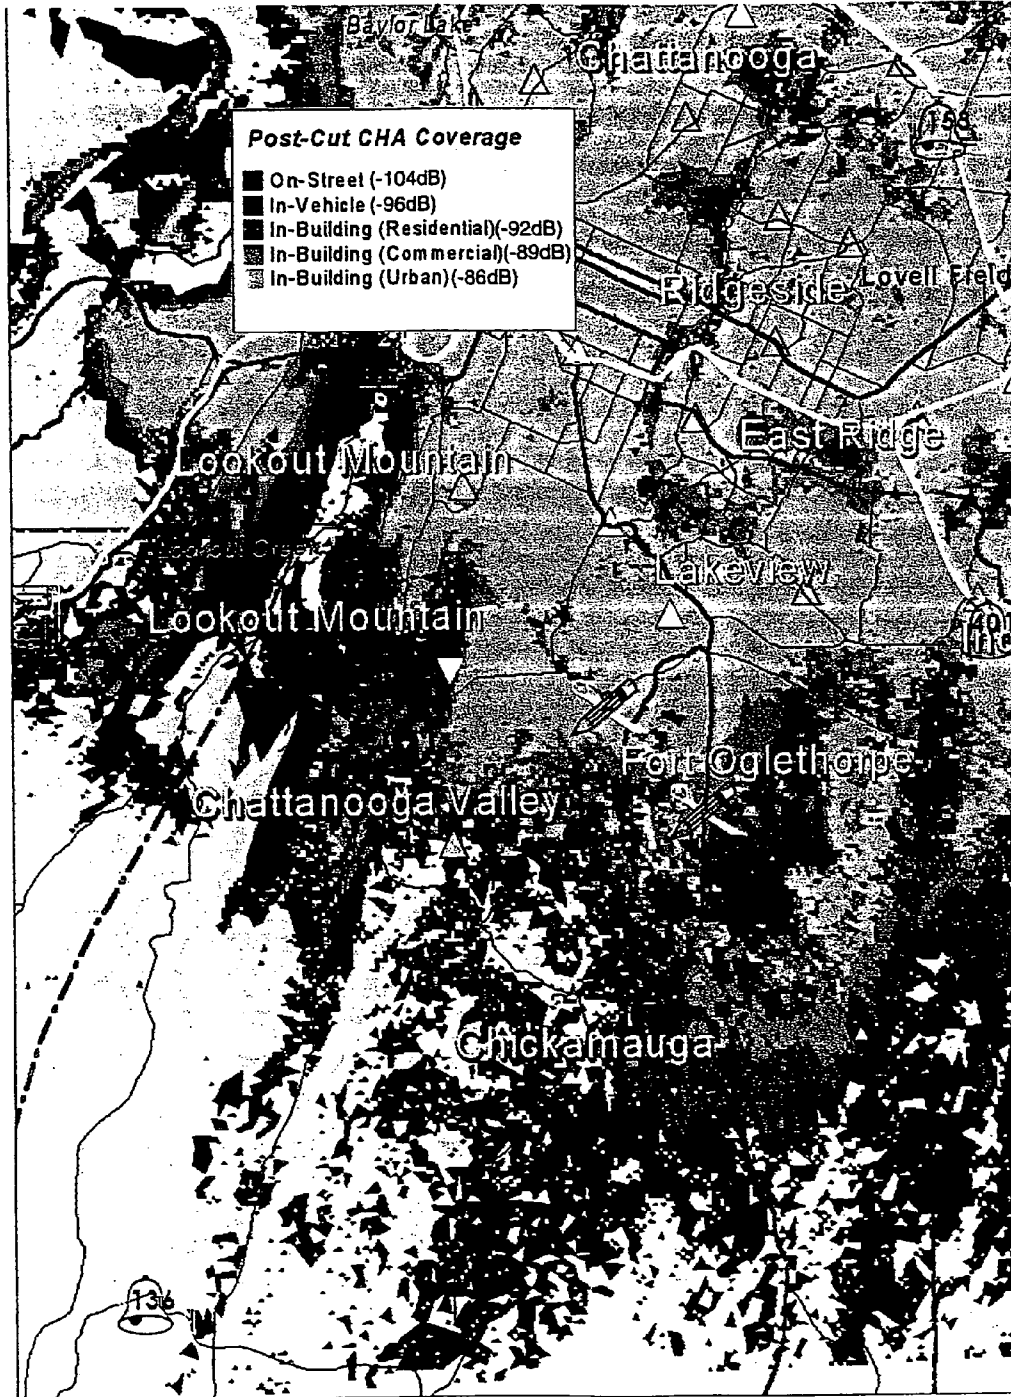 Baylor Lake
Chattanooga
153
Post-Cut CHA Coverage
On-Street (-104dB)
In-Vehicle (-96dB)
In-Building (Residential)(-92dB)
In-Building (Commercial)(-89dB)
In-Building (Urban)(-86dB)
Ridgeside
Lovell Field
East Ridge
Lookout Mountain
Lookout Creek
Lakeview
Lookout Mountain
401
Fort Oglethorpe
Chattanooga Valley
Chickamauga
136